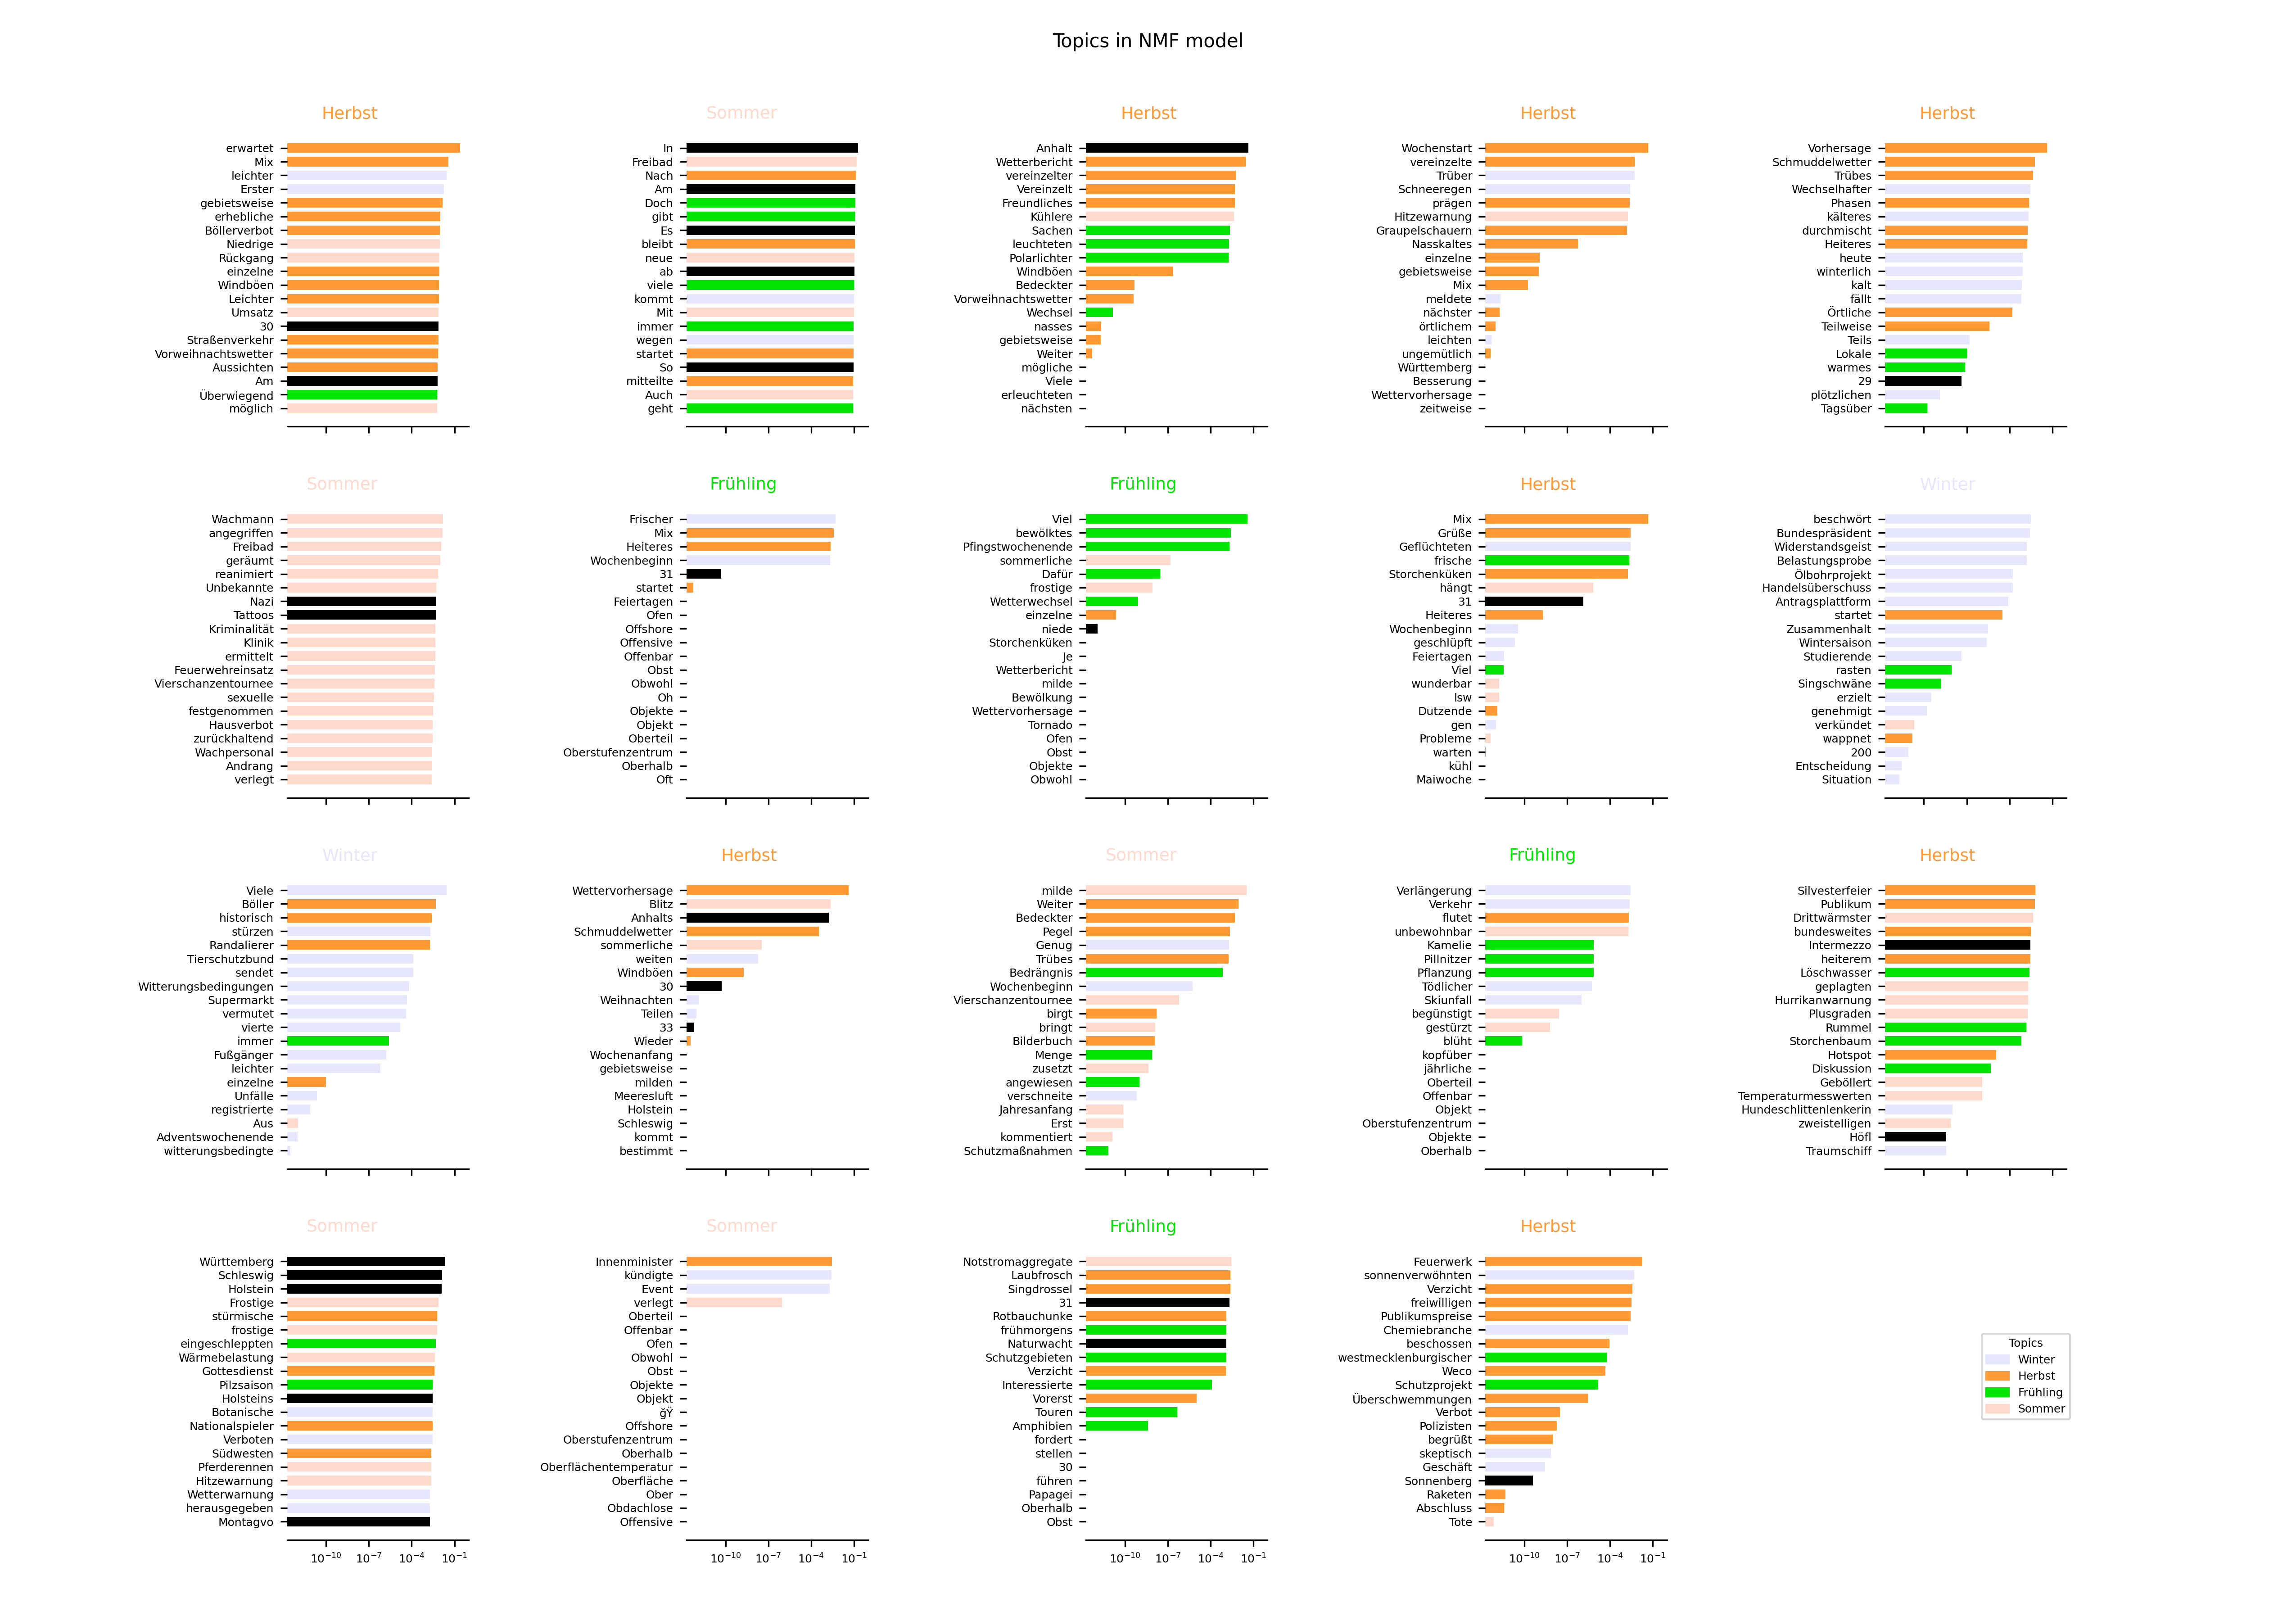 Topics in NMF model
Herbst
erwartet
Mix
leichter
Erster
gebietsweise
erhebliche
Böllerverbot
Niedrige
Rückgang
einzelne
Windböen
Leichter
Umsatz
30
Straßenverkehr
Vorweihnachtswetter
Aussichten
Am
Überwiegend
möglich
Sommer
In
Freibad
Nach
Am
Doch
gibt
Es
bleibt
neue
ab
viele
kommt
Mit
immer
wegen
startet
So
mitteilte
Auch
geht
Herbst
Anhalt
Wetterbericht
vereinzelter
Vereinzelt
Freundliches
Kühlere
Sachen
leuchteten
Polarlichter
Windböen
Bedeckter
Vorweihnachtswetter
Wechsel
nasses
gebietsweise
Weiter
mögliche
Viele
erleuchteten
nächsten
Herbst
Wochenstart
vereinzelte
Trüber
Schneeregen
prägen
Hitzewarnung
Graupelschauern
Nasskaltes
einzelne
gebietsweise
Mix
meldete
nächster
örtlichem
leichten
ungemütlich
Württemberg
Besserung
Wettervorhersage
zeitweise
Herbst
Vorhersage
Schmuddelwetter
Trübes
Wechselhafter
Phasen
kälteres
durchmischt
Heiteres
heute
winterlich
kalt
fällt
Örtliche
Teilweise
Teils
Lokale
warmes
29
plötzlichen
Tagsüber
Sommer
Wachmann
angegriffen
Freibad
geräumt
reanimiert
Unbekannte
Nazi
Tattoos
Kriminalität
Klinik
ermittelt
Feuerwehreinsatz
Vierschanzentournee
sexuelle
festgenommen
Hausverbot
zurückhaltend
Wachpersonal
Andrang
verlegt
Frühling
Frischer
Mix
Heiteres
Wochenbeginn
31
startet
Feiertagen
Ofen
Offshore
Offensive
Offenbar
Obst
Obwohl
Oh
Objekte
Objekt
Oberteil
Oberstufenzentrum
Oberhalb
Oft
Frühling
Viel
bewölktes
Pfingstwochenende
sommerliche
Dafür
frostige
Wetterwechsel
einzelne
niede
Storchenküken
Je
Wetterbericht
milde
Bewölkung
Wettervorhersage
Tornado
Ofen
Obst
Objekte
Obwohl
Herbst
Mix
Grüße
Geflüchteten
frische
Storchenküken
hängt
31
Heiteres
Wochenbeginn
geschlüpft
Feiertagen
Viel
wunderbar
lsw
Dutzende
gen
Probleme
warten
kühl
Maiwoche
Winter
beschwört
Bundespräsident
Widerstandsgeist
Belastungsprobe
Ölbohrprojekt
Handelsüberschuss
Antragsplattform
startet
Zusammenhalt
Wintersaison
Studierende
rasten
Singschwäne
erzielt
genehmigt
verkündet
wappnet
200
Entscheidung
Situation
Winter
Viele
Böller
historisch
stürzen
Randalierer
Tierschutzbund
sendet
Witterungsbedingungen
Supermarkt
vermutet
vierte
immer
Fußgänger
leichter
einzelne
Unfälle
registrierte
Aus
Adventswochenende
witterungsbedingte
Herbst
Wettervorhersage
Blitz
Anhalts
Schmuddelwetter
sommerliche
weiten
Windböen
30
Weihnachten
Teilen
33
Wieder
Wochenanfang
gebietsweise
milden
Meeresluft
Holstein
Schleswig
kommt
bestimmt
Sommer
milde
Weiter
Bedeckter
Pegel
Genug
Trübes
Bedrängnis
Wochenbeginn
Vierschanzentournee
birgt
bringt
Bilderbuch
Menge
zusetzt
angewiesen
verschneite
Jahresanfang
Erst
kommentiert
Schutzmaßnahmen
Frühling
Verlängerung
Verkehr
flutet
unbewohnbar
Kamelie
Pillnitzer
Pflanzung
Tödlicher
Skiunfall
begünstigt
gestürzt
blüht
kopfüber
jährliche
Oberteil
Offenbar
Objekt
Oberstufenzentrum
Objekte
Oberhalb
Herbst
Silvesterfeier
Publikum
Drittwärmster
bundesweites
Intermezzo
heiterem
Löschwasser
geplagten
Hurrikanwarnung
Plusgraden
Rummel
Storchenbaum
Hotspot
Diskussion
Geböllert
Temperaturmesswerten
Hundeschlittenlenkerin
zweistelligen
Höfl
Traumschiff
Sommer
Württemberg
Schleswig
Holstein
Frostige
stürmische
frostige
eingeschleppten
Wärmebelastung
Gottesdienst
Pilzsaison
Holsteins
Botanische
Nationalspieler
Verboten
Südwesten
Pferderennen
Hitzewarnung
Wetterwarnung
herausgegeben
Montagvo
10⁻¹⁰ 10⁻⁷ 10⁻⁴ 10⁻¹
Sommer
Innenminister
kündigte
Event
verlegt
Oberteil
Offenbar
Ofen
Obwohl
Obst
Objekte
Objekt
ğŸ
Offshore
Oberstufenzentrum
Oberhalb
Oberflächentemperatur
Oberfläche
Ober
Obdachlose
Offensive
10⁻¹⁰ 10⁻⁷ 10⁻⁴ 10⁻¹
Frühling
Notstromaggregate
Laubfrosch
Singdrossel
31
Rotbauchunke
frühmorgens
Naturwacht
Schutzgebieten
Verzicht
Interessierte
Vorerst
Touren
Amphibien
fordert
stellen
30
führen
Papagei
Oberhalb
Obst
10⁻¹⁰ 10⁻⁷ 10⁻⁴ 10⁻¹
Herbst
Feuerwerk
sonnenverwöhnten
Verzicht
freiwilligen
Publikumspreise
Chemiebranche
beschossen
westmecklenburgischer
Weco
Schutzprojekt
Überschwemmungen
Verbot
Polizisten
begrüßt
skeptisch
Geschäft
Sonnenberg
Raketen
Abschluss
Tote
10⁻¹⁰ 10⁻⁷ 10⁻⁴ 10⁻¹
Topics
Winter
Herbst
Frühling
Sommer